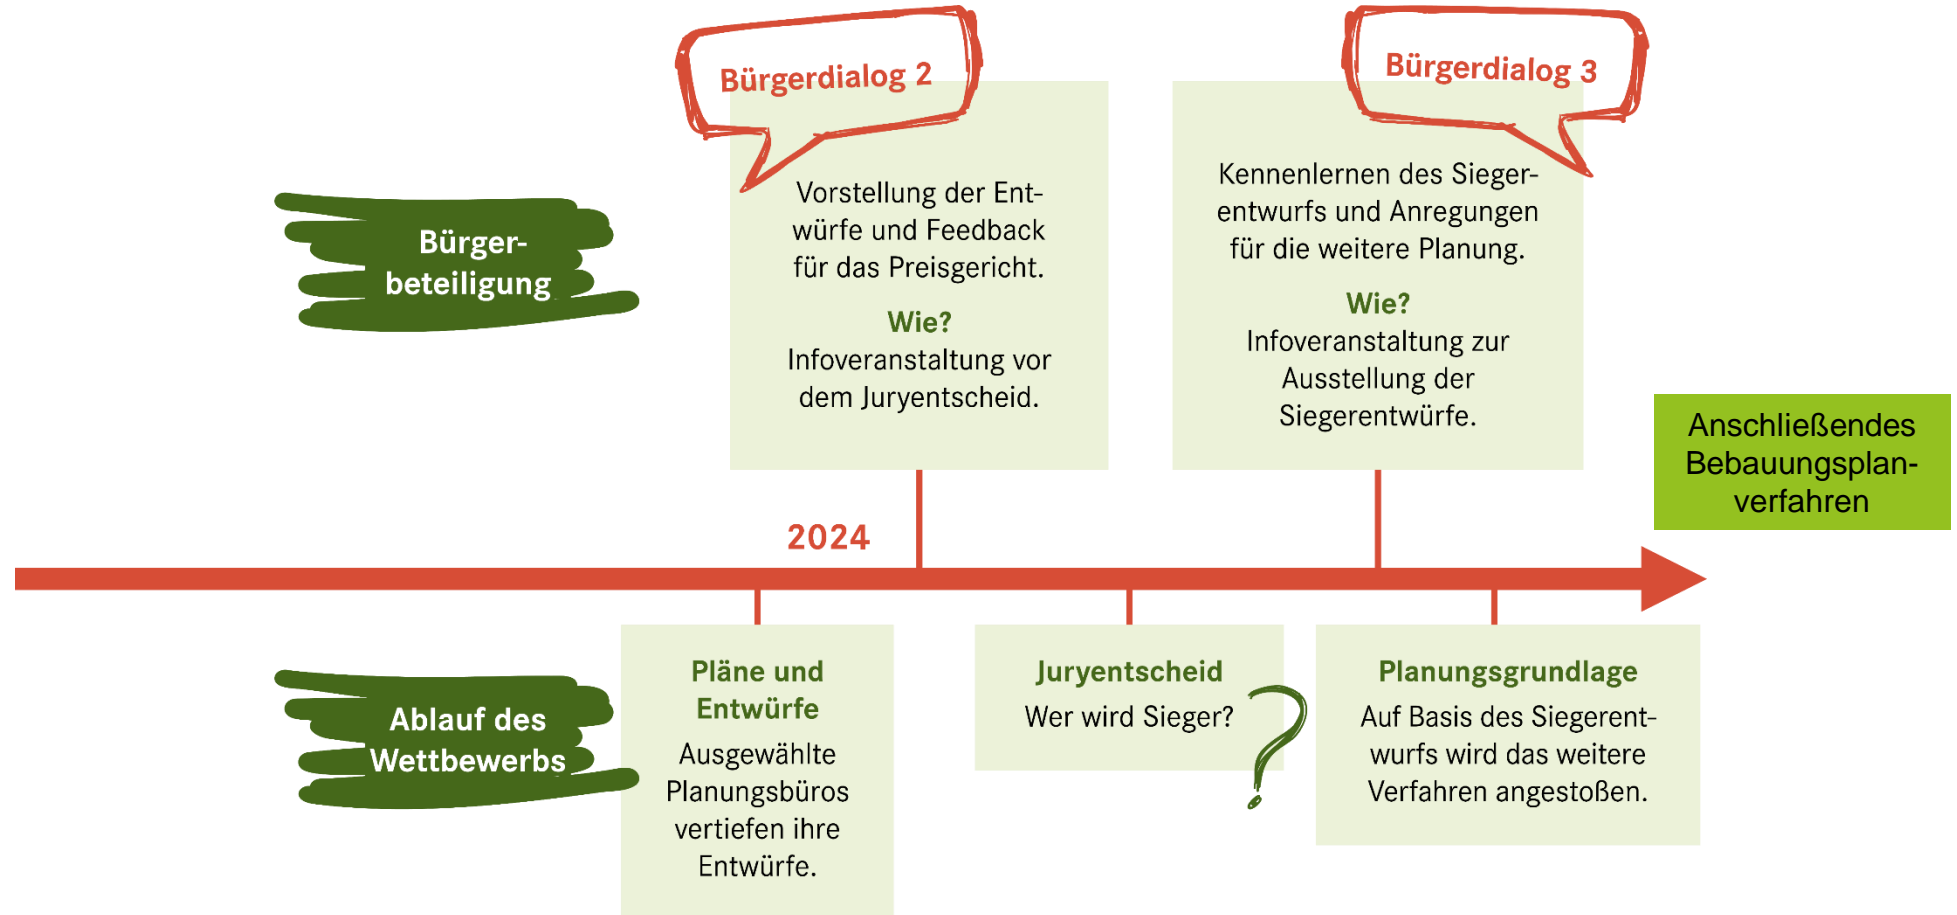 Bürgerdialog 2
Bürgerdialog 3
Bürger-
beteiligung
Vorstellung der Ent-
würfe und Feedback
für das Preisgericht.
Wie?
Infoveranstaltung vor
dem Juryentscheid.
Kennenlernen des Sieger-
entwurfs und Anregungen
für die weitere Planung.
Wie?
Infoveranstaltung zur
Ausstellung der
Siegerentwürfe.
Anschließendes
Bebauungsplan-
verfahren
2024
Ablauf des
Wettbewerbs
Pläne und
Entwürfe
Ausgewählte
Planungsbüros
vertiefen ihre
Entwürfe.
Juryentscheid
Wer wird Sieger?
?
Planungsgrundlage
Auf Basis des Siegerent-
wurfs wird das weitere
Verfahren angestoßen.